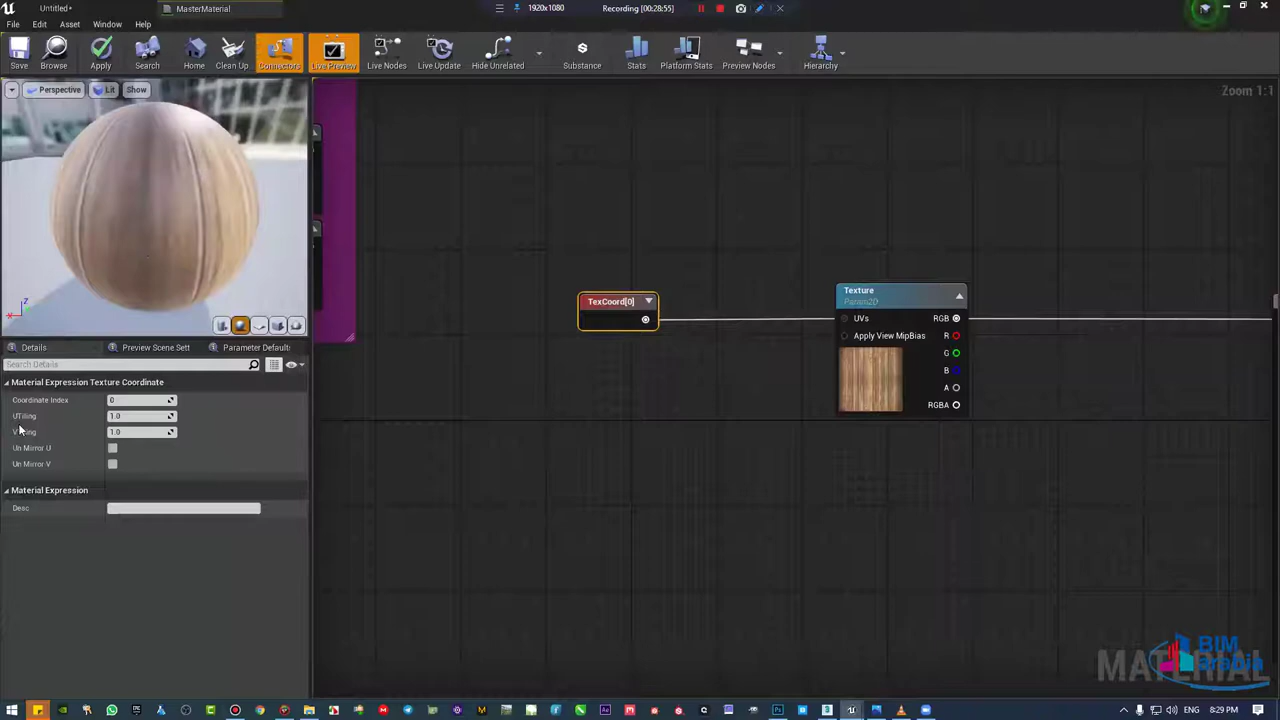 Untitled*
MasterMaterial
1920x1080
Recording [00:28:55]
File
Edit
Asset
Window
Help
Save
Browse
Apply
Search
Home
Clean Up
Connectors
Live Preview
Live Nodes
Live Update
Hide Unrelated
Substance
Stats
Platform Stats
Preview Nodes
Hierarchy
Perspective
Lit
Show
Zoom 1:1
TexCoord[0]
Texture
Param2D
UVs
RGB
Apply View MipBias
R
G
B
A
RGBA
Z
X
Details
Preview Scene Sett
Parameter Default
Search Details
Material Expression Texture Coordinate
Coordinate Index
0
UTiling
1.0
1.0
Un Mirror U
Un Mirror V
Material Expression
Desc
MATERIAL
BIM
arabia
ENG
8:29 PM